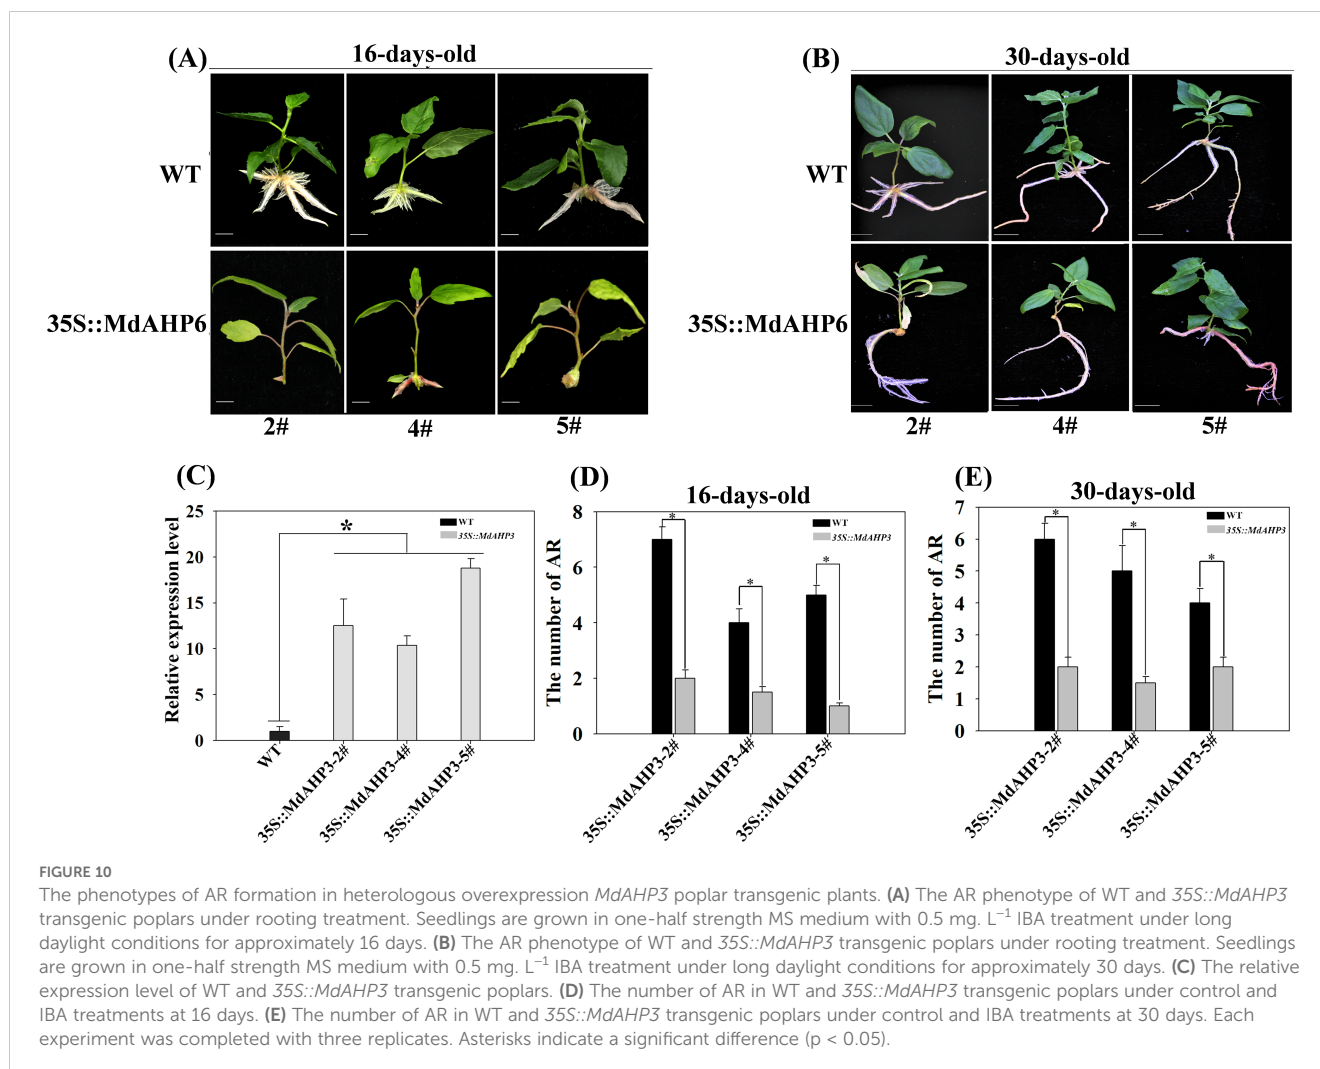 (A)
16-days-old
WT
35S::MdAHP6
2# 4# 5#
(B)
30-days-old
WT
35S::MdAHP6
2# 4# 5#
(C)
Relative expression level
25
20
15
10
5
0
*
WT
35S::MdAHP3
WT
35S::MdAHP3-2#
35S::MdAHP3-4#
35S::MdAHP3-5#
(D)
16-days-old
The number of AR
8
6
4
2
0
*
*
*
WT
35S::MdAHP3
35S::MdAHP3-2#
35S::MdAHP3-4#
35S::MdAHP3-5#
(E)
30-days-old
The number of AR
7
6
5
4
3
2
1
0
*
*
*
WT
35S::MdAHP3
35S::MdAHP3-2#
35S::MdAHP3-4#
35S::MdAHP3-5#
FIGURE 10
The phenotypes of AR formation in heterologous overexpression MdAHP3 poplar transgenic plants. (A) The AR phenotype of WT and 35S::MdAHP3
transgenic poplars under rooting treatment. Seedlings are grown in one-half strength MS medium with 0.5 mg. L⁻¹ IBA treatment under long
daylight conditions for approximately 16 days. (B) The AR phenotype of WT and 35S::MdAHP3 transgenic poplars under rooting treatment. Seedlings
are grown in one-half strength MS medium with 0.5 mg. L⁻¹ IBA treatment under long daylight conditions for approximately 30 days. (C) The relative
expression level of WT and 35S::MdAHP3 transgenic poplars. (D) The number of AR in WT and 35S::MdAHP3 transgenic poplars under control and
IBA treatments at 16 days. (E) The number of AR in WT and 35S::MdAHP3 transgenic poplars under control and IBA treatments at 30 days. Each
experiment was completed with three replicates. Asterisks indicate a significant difference (p < 0.05).